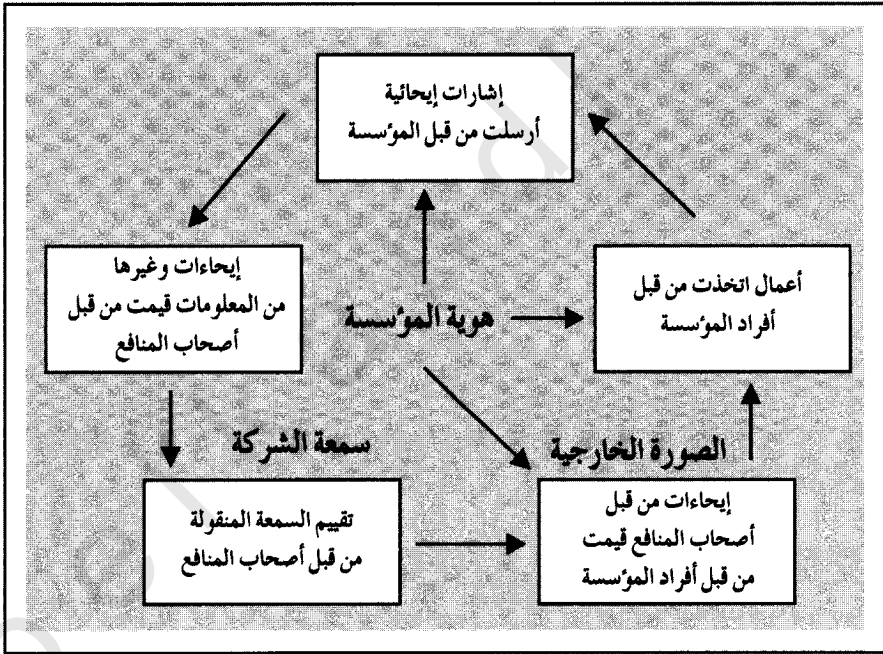 إشارات إيحائية
أرسلت من قبل المؤسسة
أعمال اتخذت من قبل
أفراد المؤسسة
هوية المؤسسة
إيحاءات وغيرها
من المعلومات قيمت من قبل
أصحاب المنافع
الصورة الخارجية
سمعة الشركة
إيحاءات من قبل
أصحاب المنافع قيمت
من قبل أفراد المؤسسة
تقييم السمعة المنقولة
من قبل أصحاب المنافع